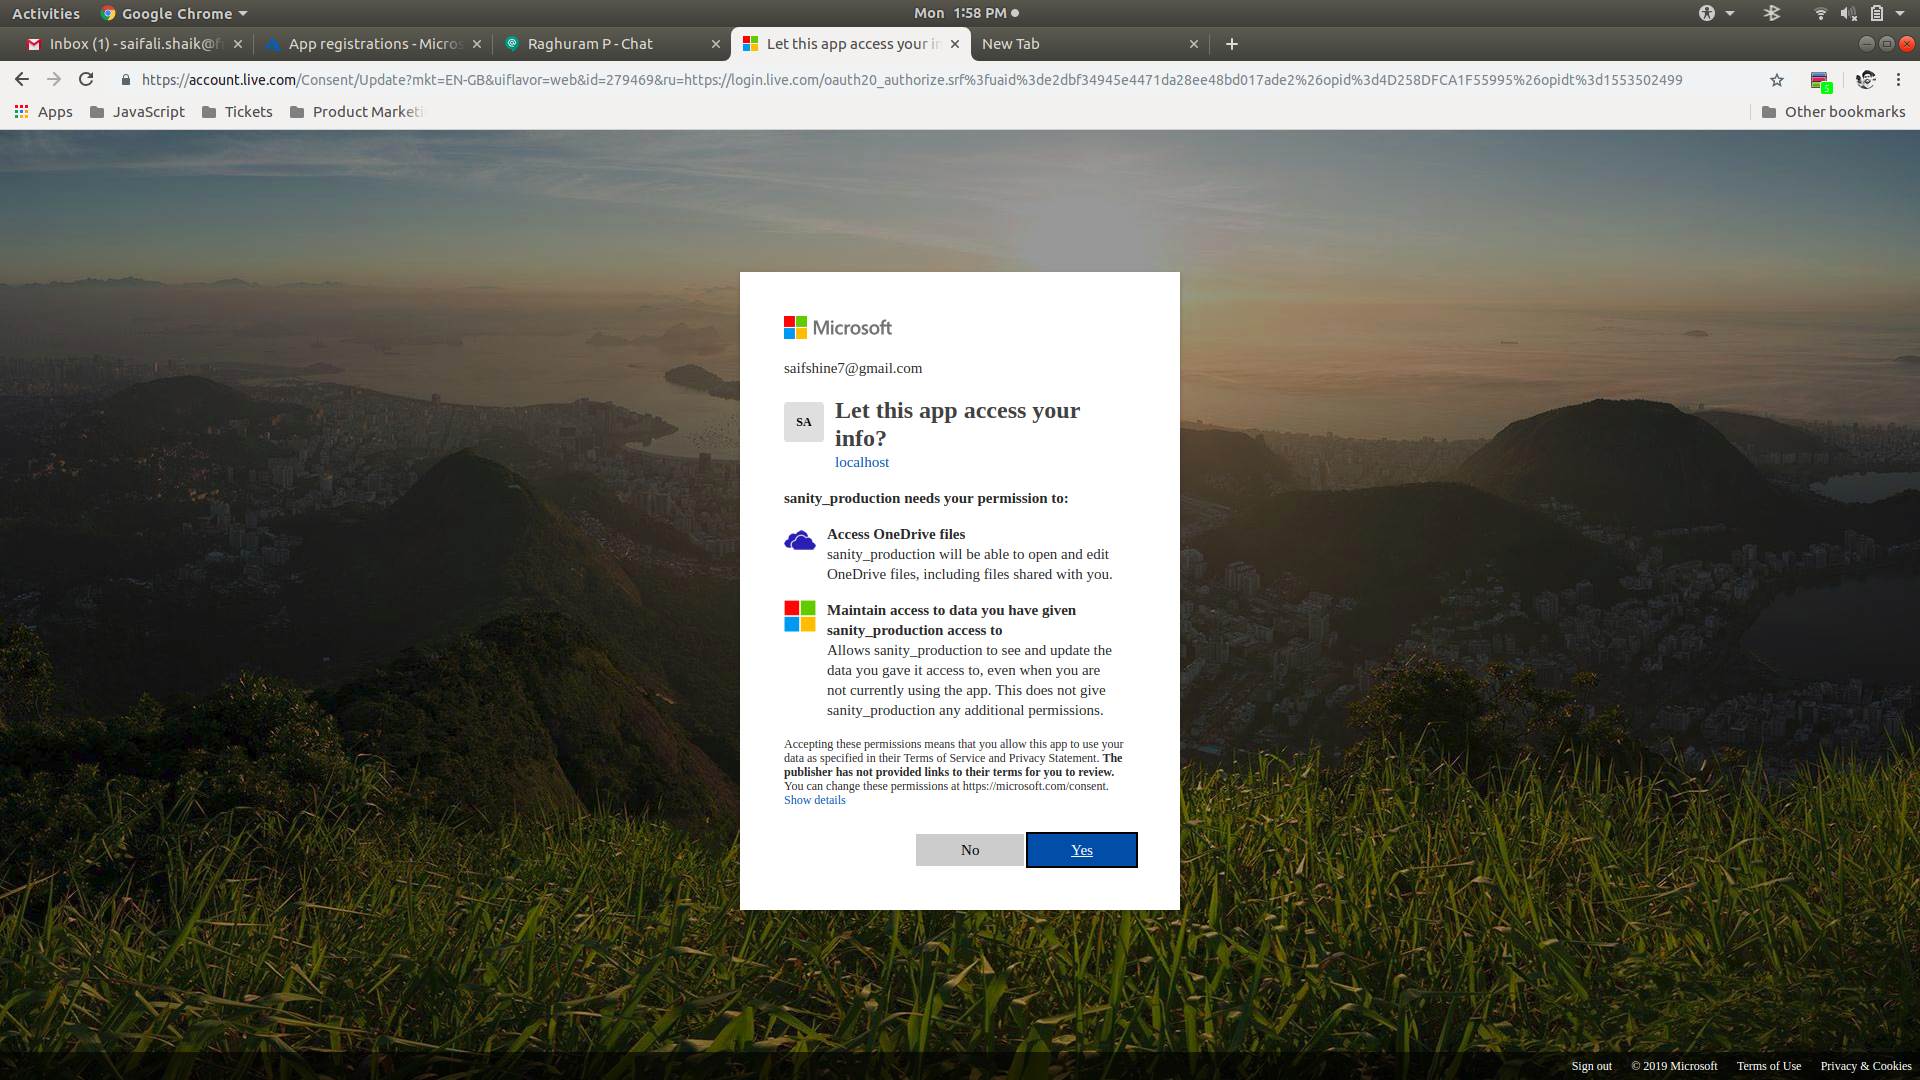 Activities Google Chrome Mon 1:58 PM
Inbox (1) - saifali.shaik@f App registrations - Micros Raghuram P - Chat Let this app access your in New Tab
https://account.live.com/Consent/Update?mkt=EN-GB&uiflavor=web&id=279469&ru=https://login.live.com/oauth20_authorize.srf%3fuaid%3de2dbf34945e4471da28ee48bd017ade2%26opid%3d4D258DFCA1F55995%26opidt%3d1553502499
5
Apps JavaScript Tickets Product Marketi Other bookmarks
Microsoft
saifshine7@gmail.com
SA
Let this app access your
info?
localhost
sanity_production needs your permission to:
Access OneDrive files
sanity_production will be able to open and edit
OneDrive files, including files shared with you.
Maintain access to data you have given
sanity_production access to
Allows sanity_production to see and update the
data you gave it access to, even when you are
not currently using the app. This does not give
sanity_production any additional permissions.
Accepting these permissions means that you allow this app to use your
data as specified in their Terms of Service and Privacy Statement. The
publisher has not provided links to their terms for you to review.
You can change these permissions at https://microsoft.com/consent.
Show details
No Yes
Sign out © 2019 Microsoft Terms of Use Privacy & Cookies